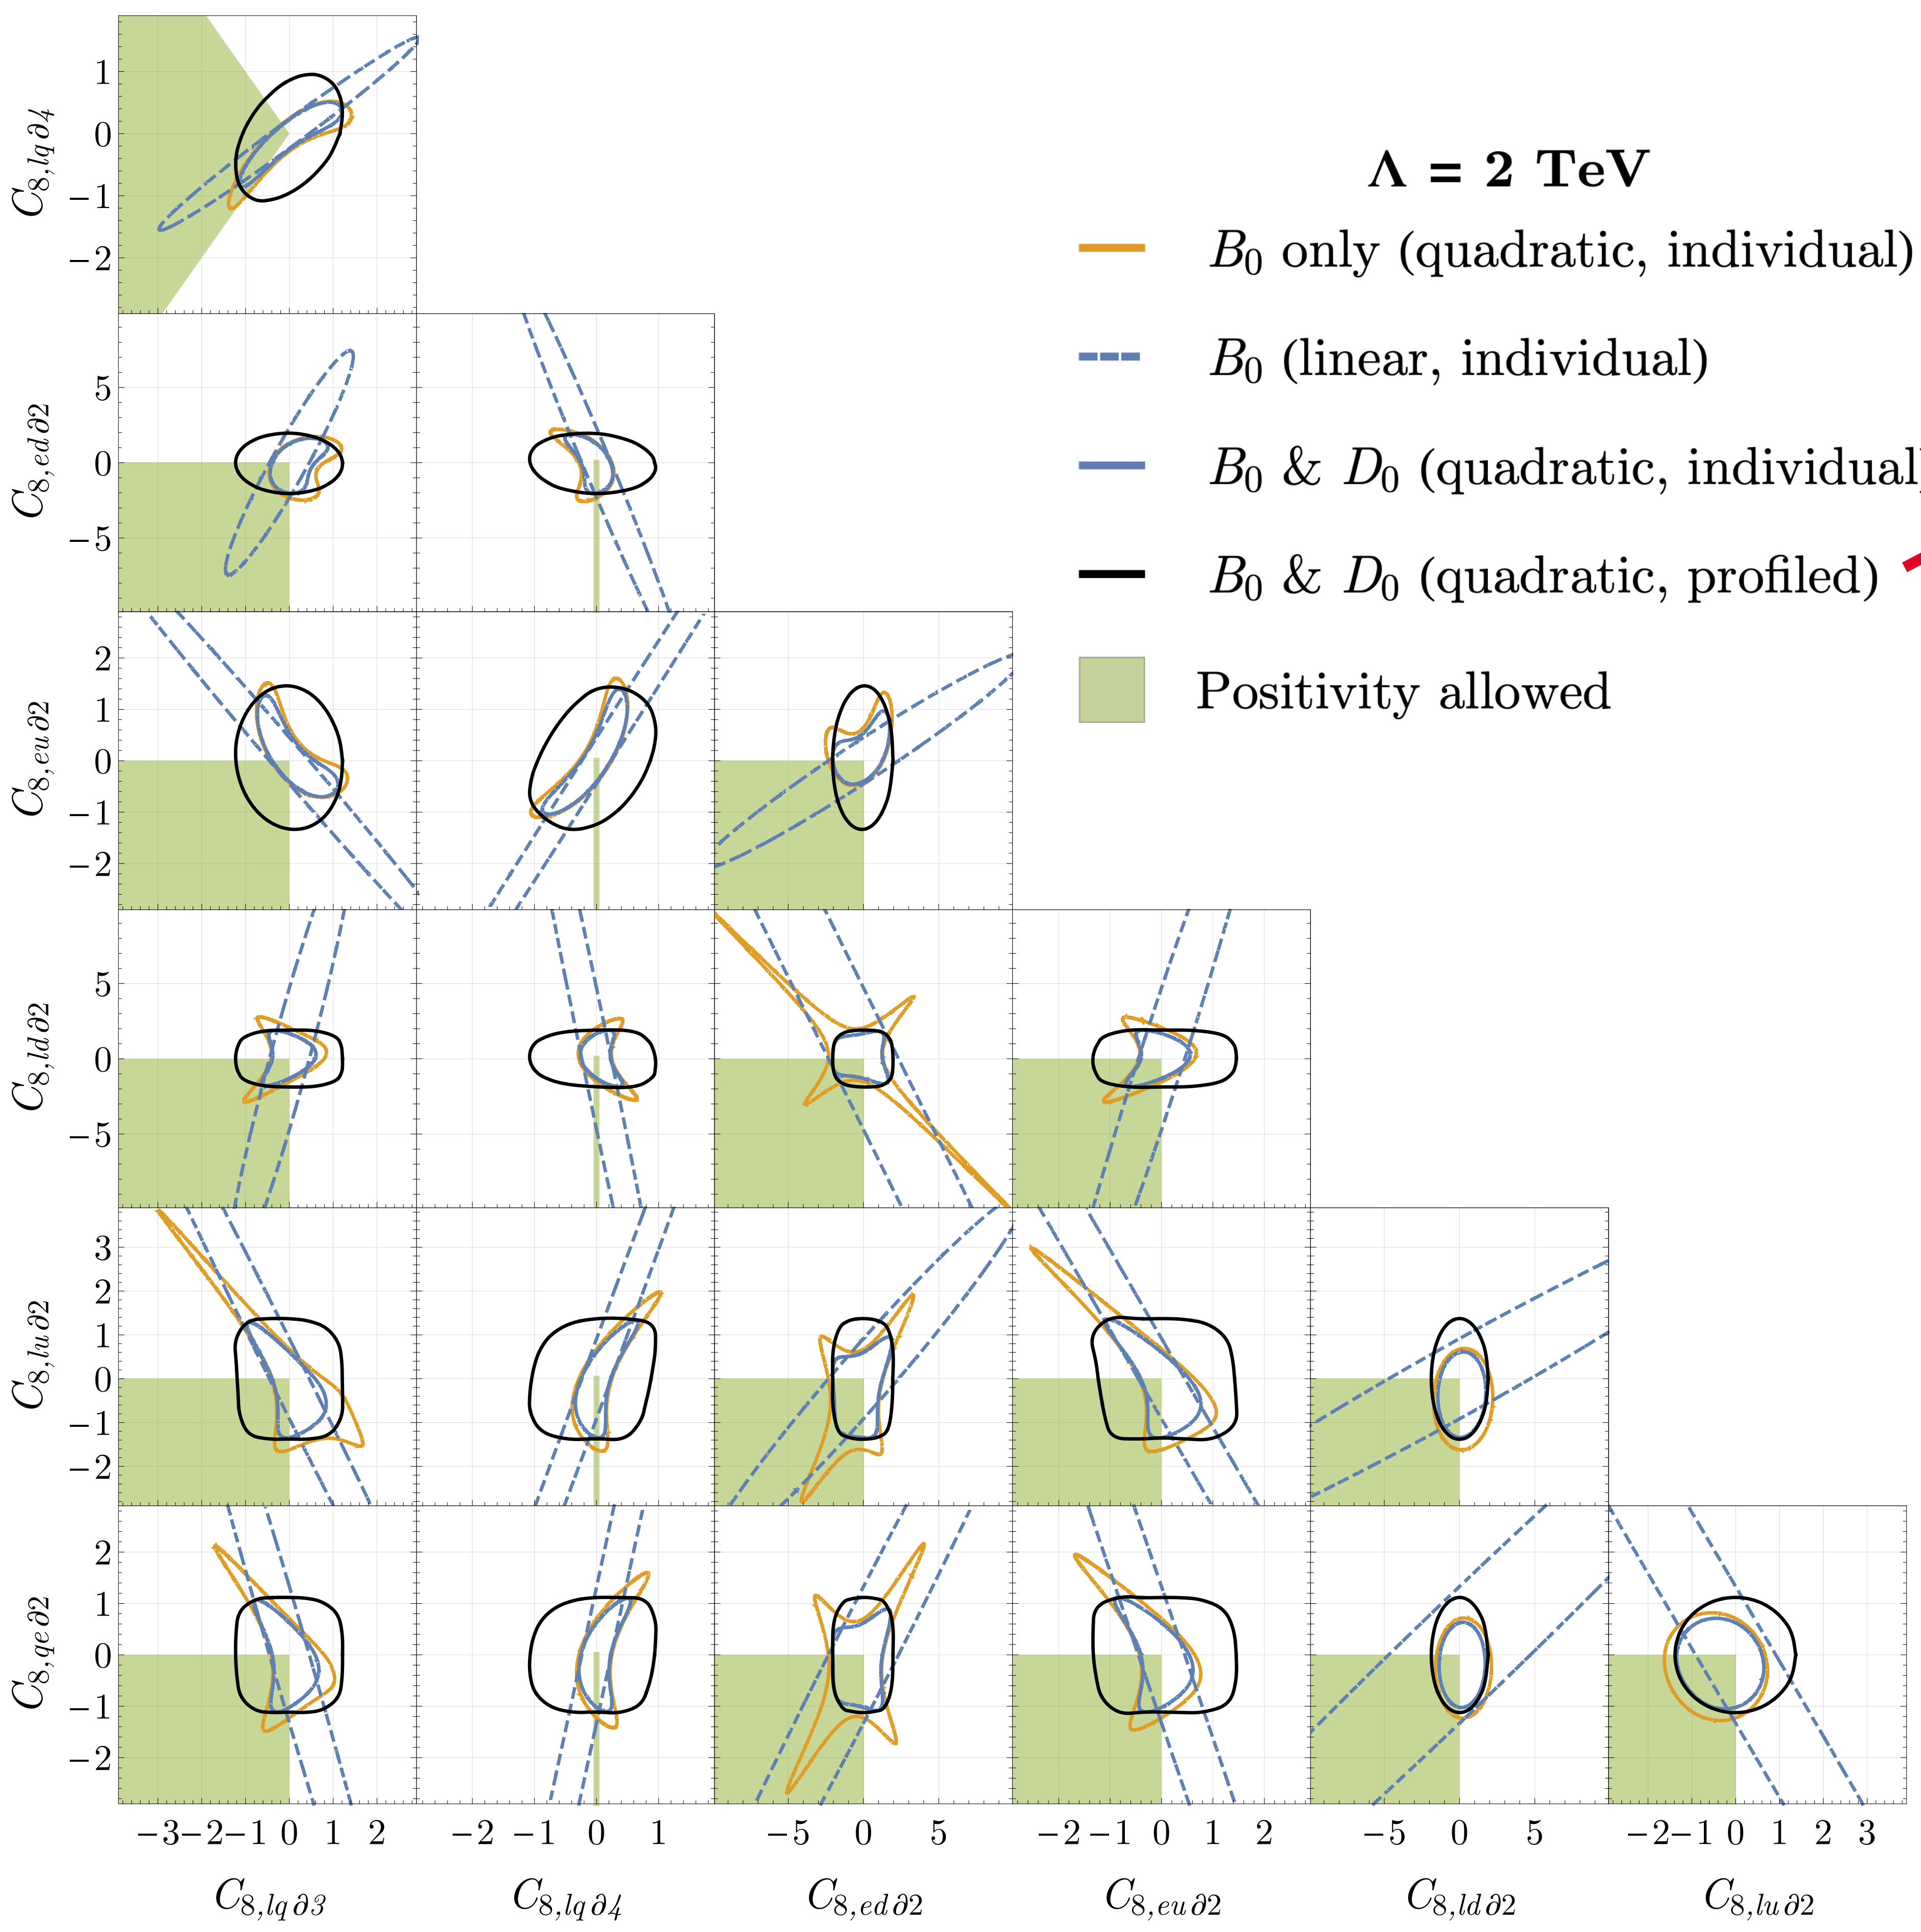 Λ = 2 TeV
B₀ only (quadratic, individual)
B₀ (linear, individual)
B₀ & D₀ (quadratic, individual)
B₀ & D₀ (quadratic, profiled)
Positivity allowed
C8,lq∂4
1
0
−1
−2
C8,ed∂2
5
0
−5
C8,eu∂2
2
1
0
−1
−2
C8,ld∂2
5
0
−5
C8,lu∂2
3
2
1
0
−1
−2
C8,qe∂2
2
1
0
−1
−2
−3 −2 −1 0 1 2 −2 −1 0 1 −5 0 5 −2 −1 0 1 2 −5 0 5 −2 −1 0 1 2 3
C8,lq∂3 C8,lq∂4 C8,ed∂2 C8,eu∂2 C8,ld∂2 C8,lu∂2